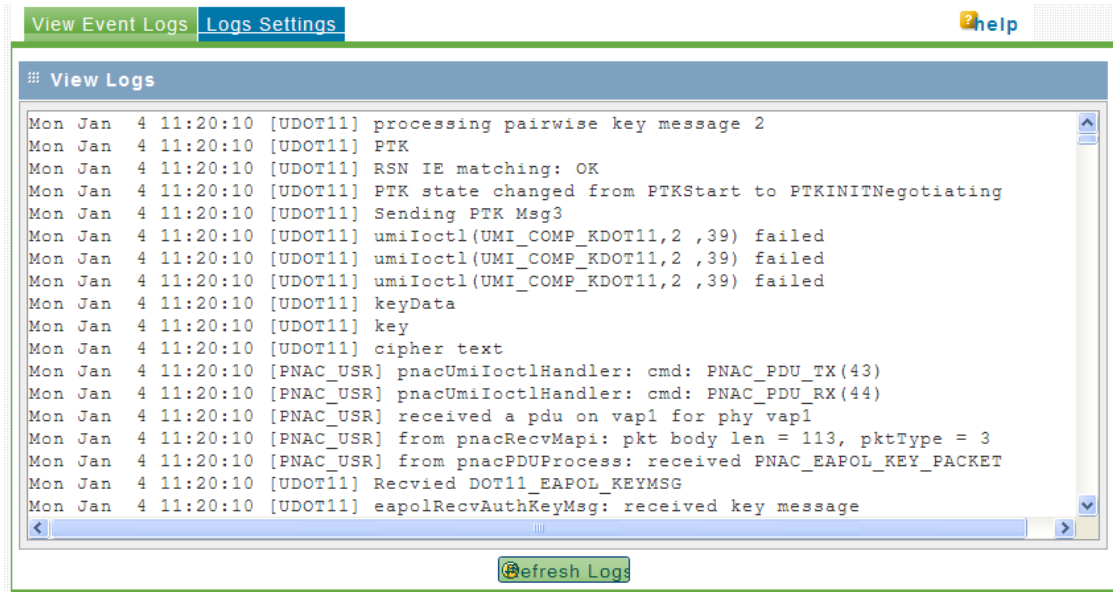 View Event Logs Logs Settings help
View Logs
Mon Jan  4 11:20:10 [UDOT11] processing pairwise key message 2
Mon Jan  4 11:20:10 [UDOT11] PTK
Mon Jan  4 11:20:10 [UDOT11] RSN IE matching: OK
Mon Jan  4 11:20:10 [UDOT11] PTK state changed from PTKStart to PTKINITNegotiating
Mon Jan  4 11:20:10 [UDOT11] Sending PTK Msg3
Mon Jan  4 11:20:10 [UDOT11] umiIoctl(UMI_COMP_KDOT11,2 ,39) failed
Mon Jan  4 11:20:10 [UDOT11] umiIoctl(UMI_COMP_KDOT11,2 ,39) failed
Mon Jan  4 11:20:10 [UDOT11] umiIoctl(UMI_COMP_KDOT11,2 ,39) failed
Mon Jan  4 11:20:10 [UDOT11] keyData
Mon Jan  4 11:20:10 [UDOT11] key
Mon Jan  4 11:20:10 [UDOT11] cipher text
Mon Jan  4 11:20:10 [PNAC_USR] pnacUmiIoctlHandler: cmd: PNAC_PDU_TX(43)
Mon Jan  4 11:20:10 [PNAC_USR] pnacUmiIoctlHandler: cmd: PNAC_PDU_RX(44)
Mon Jan  4 11:20:10 [PNAC_USR] received a pdu on vap1 for phy vap1
Mon Jan  4 11:20:10 [PNAC_USR] from pnacRecvMapi: pkt body len = 113, pktType = 3
Mon Jan  4 11:20:10 [PNAC_USR] from pnacPDUProcess: received PNAC_EAPOL_KEY_PACKET
Mon Jan  4 11:20:10 [UDOT11] Recvied DOT11_EAPOL_KEYMSG
Mon Jan  4 11:20:10 [UDOT11] eapolRecvAuthKeyMsg: received key message
Refresh Logs